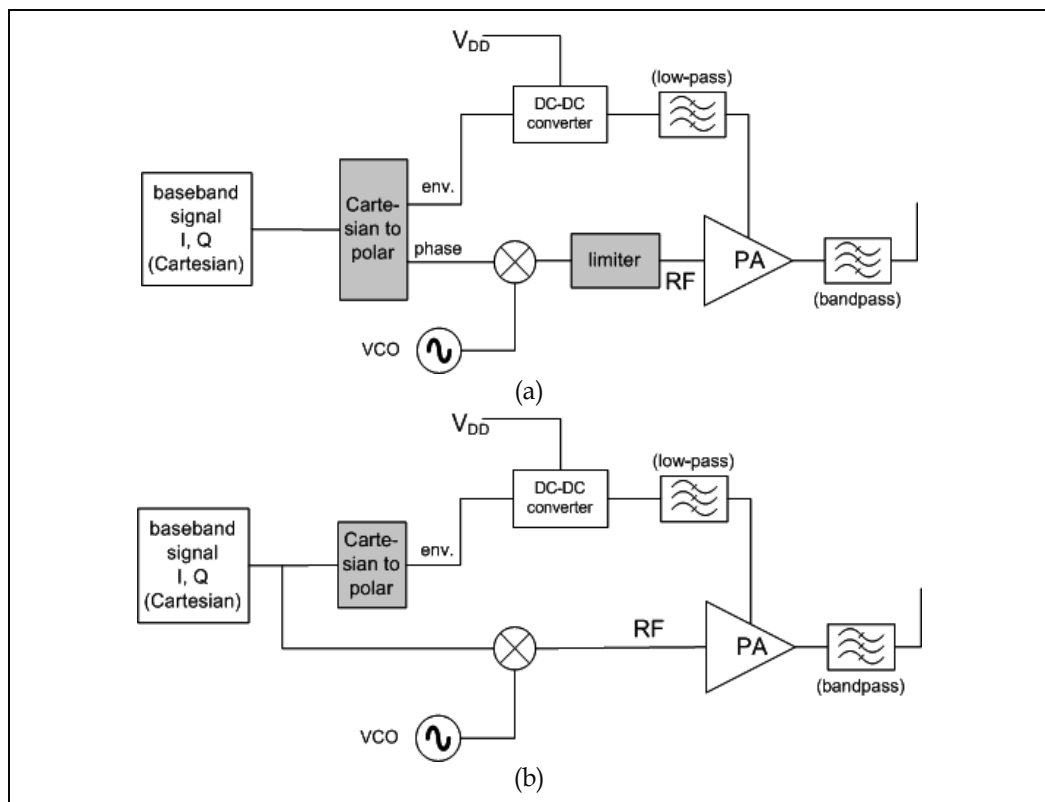 V_DD
(low-pass)
DC-DC
converter
baseband
signal
I, Q
(Cartesian)
Carte-
sian to
polar
env.
phase
limiter
RF
PA
(bandpass)
VCO
(a)
V_DD
(low-pass)
DC-DC
converter
baseband
signal
I, Q
(Cartesian)
Carte-
sian to
polar
env.
RF
PA
(bandpass)
VCO
(b)